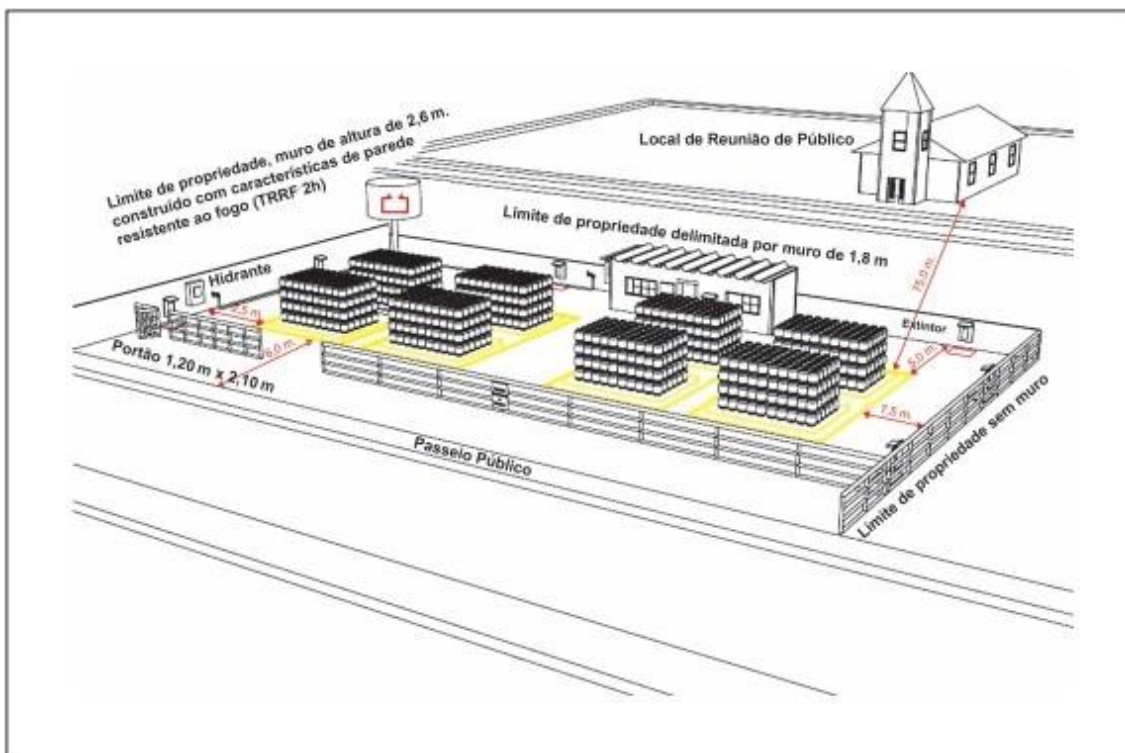 Limite de propriedade, muro de altura de 2,6 m.
construído com características de parede
resistente ao fogo (TRRF 2h)
Local de Reunião de Público
Limite de propriedade delimitada por muro de 1,8 m
Hidrante
75,0 m.
Extintor
5,0 m.
6,0 m.
7,5 m.
Portão 1,20 m x 2,10 m
Passeio Público
Limite de propriedade sem muro